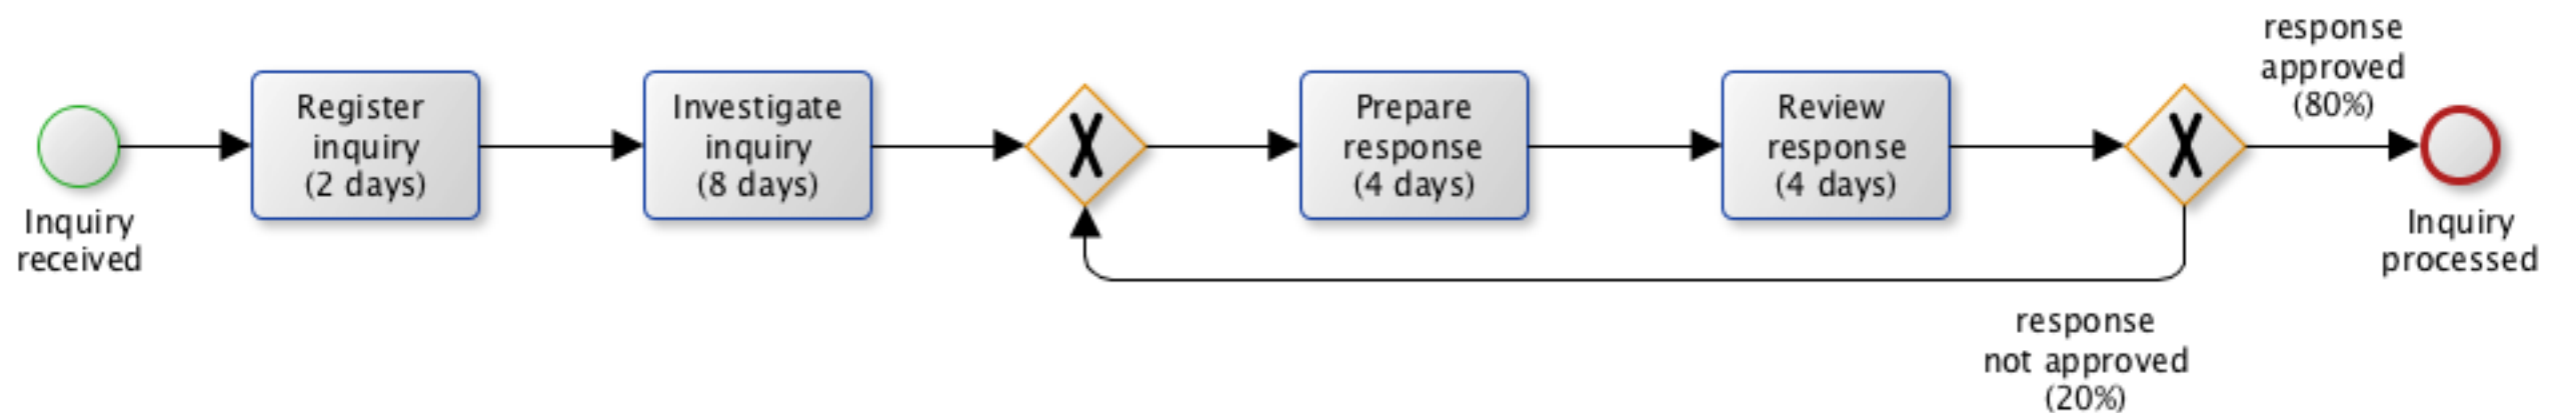 Inquiry
received
Register
inquiry
(2 days)
Investigate
inquiry
(8 days)
X
Prepare
response
(4 days)
Review
response
(4 days)
X
response
approved
(80%)
Inquiry
processed
response
not approved
(20%)